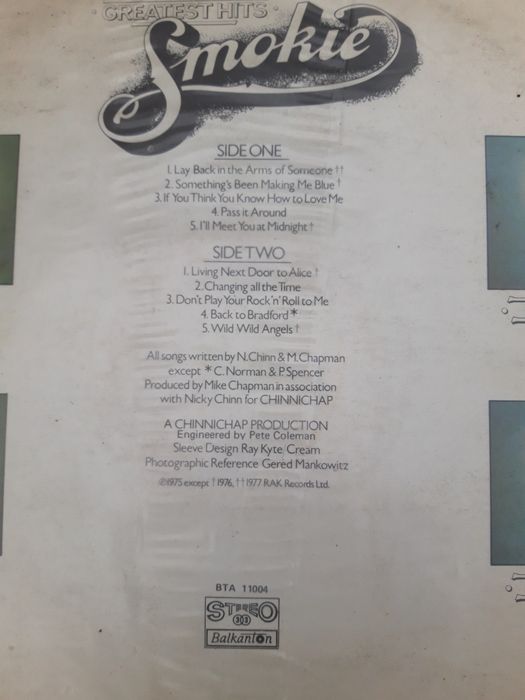 GREATEST HITS
Smokie
SIDE ONE
1. Lay Back in the Arms of Someone ††
2. Something's Been Making Me Blue †
3. If You Think You Know How to Love Me
4. Pass it Around
5. I'll Meet You at Midnight †
SIDE TWO
1. Living Next Door to Alice †
2. Changing all the Time
3. Don't Play Your Rock 'n' Roll to Me
4. Back to Bradford *
5. Wild Wild Angels †
All songs written by N. Chinn & M. Chapman
except * C. Norman & P. Spencer
Produced by Mike Chapman in association
with Nicky Chinn for CHINNICHAP
A CHINNICHAP PRODUCTION
Engineered by Pete Coleman
Sleeve Design Ray Kyte/Cream
Photographic Reference Gered Mankowitz
℗1975 except † 1976, †† 1977 RAK Records Ltd.
BTA 11004
STEREO
33
Balkanton